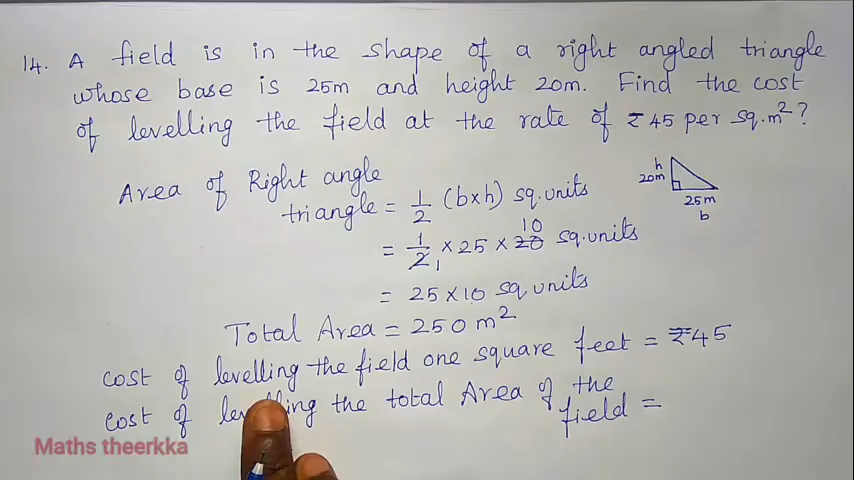 14. A field is in the shape of a right angled triangle
whose base is 25m and height 20m. Find the cost
of levelling the field at the rate of ₹45 per sq.m²?
Area of Right angle
triangle = 1/2 (b×h) sq.units
h
20m
25m
b
= 1/2 1 × 25 × 20 10 sq.units
= 25×10 sq units
Total Area = 250m²
cost of levelling the field one square feet = ₹45
cost of levelling the total Area of the
field =
Maths theerkka